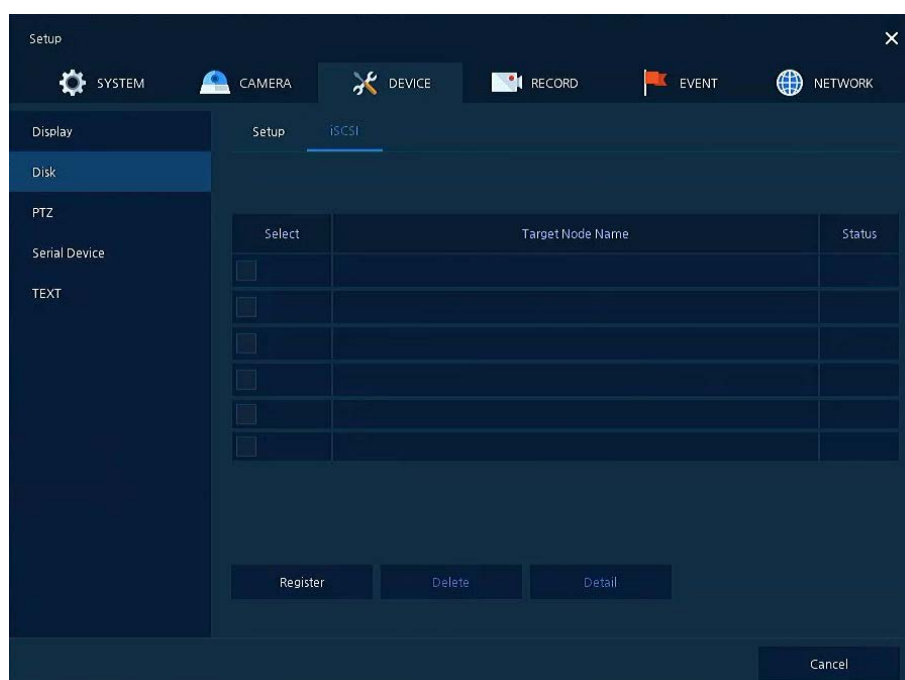 Setup
SYSTEM CAMERA DEVICE RECORD EVENT NETWORK
Display
Disk
PTZ
Serial Device
TEXT
Setup iSCSI
Select Target Node Name Status
Register Delete Detail
Cancel